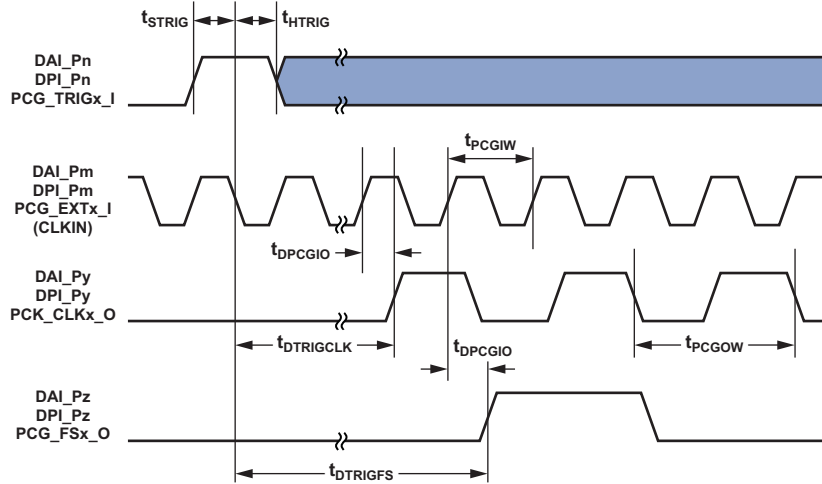 tSTRIG
tHTRIG
DAI_Pn
DPI_Pn
PCG_TRIGx_I
tPCGIW
DAI_Pm
DPI_Pm
PCG_EXTx_I
(CLKIN)
tDPCGIO
DAI_Py
DPI_Py
PCK_CLKx_O
tDTRIGCLK
tDPCGIO
tPCGOW
DAI_Pz
DPI_Pz
PCG_FSx_O
tDTRIGFS